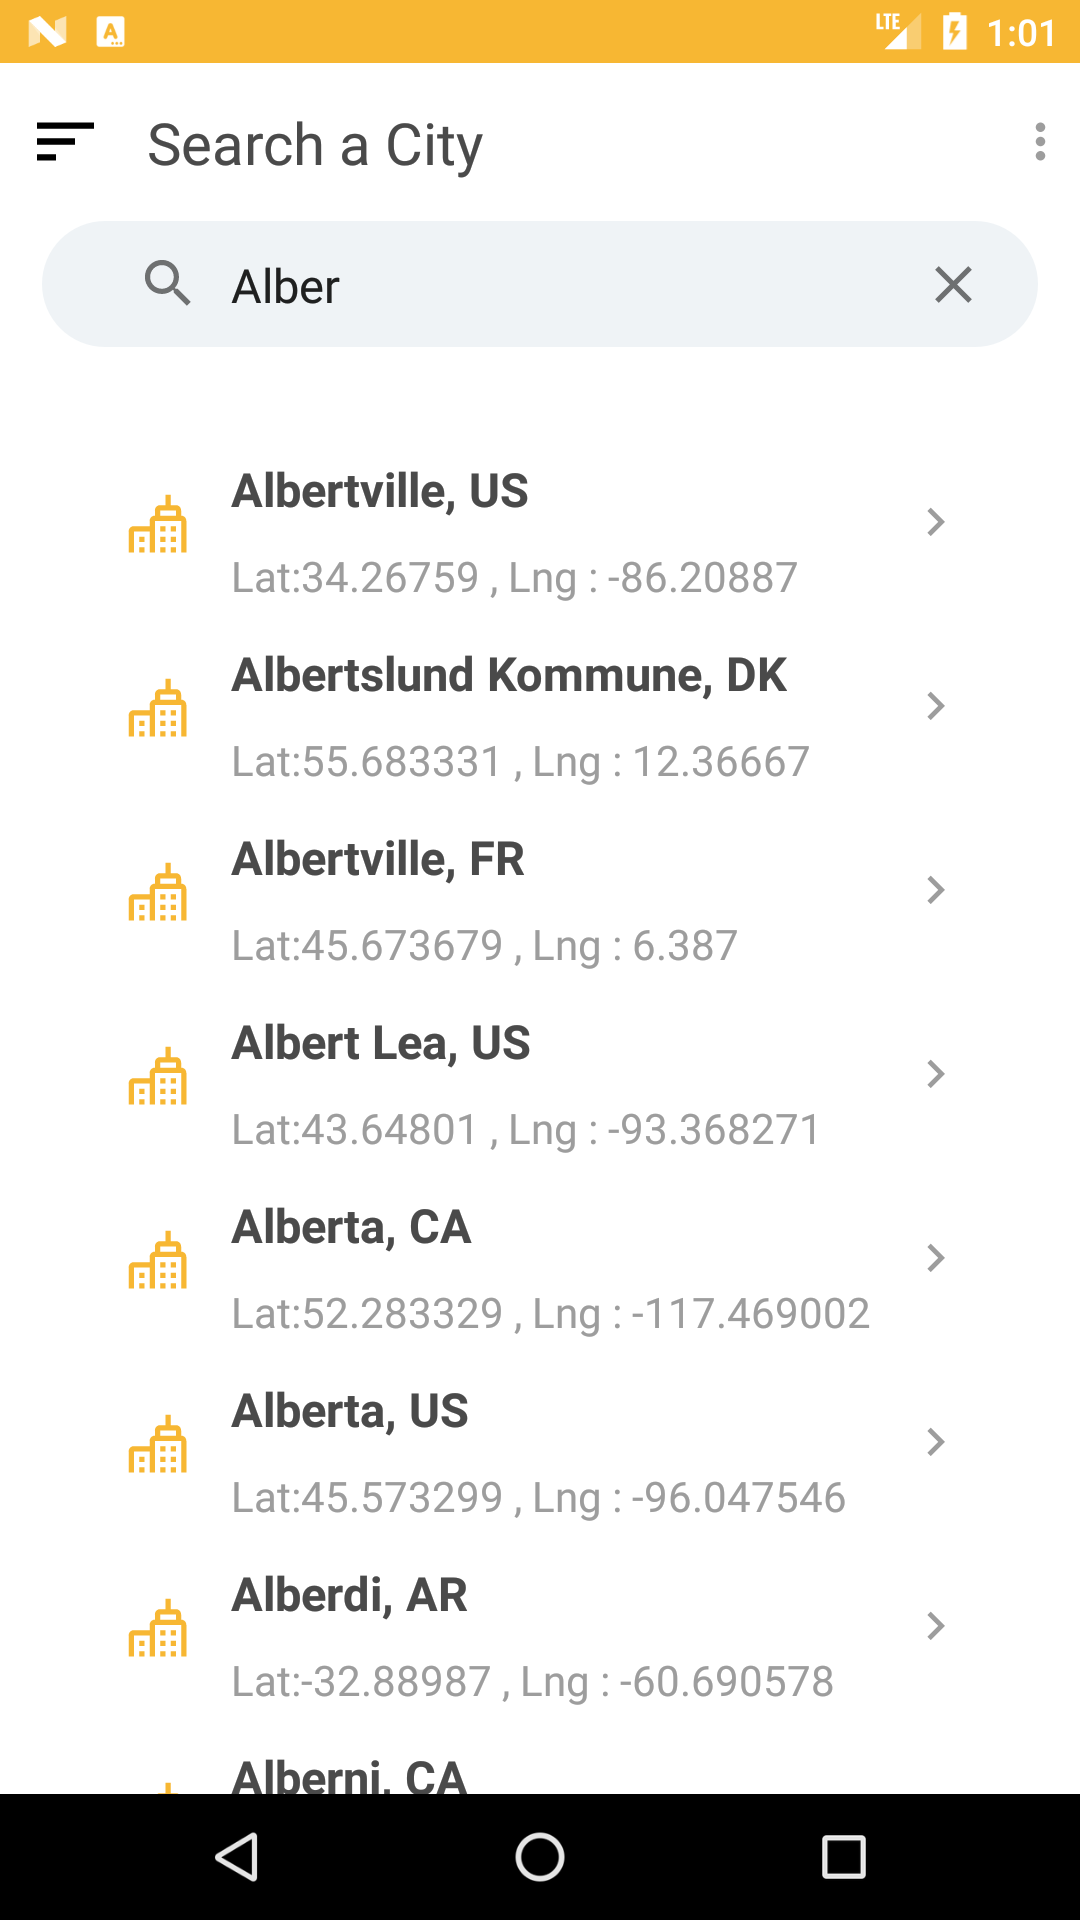 LTE 1:01
Search a City
Alber
Albertville, US
Lat:34.26759 , Lng : -86.20887
Albertslund Kommune, DK
Lat:55.683331 , Lng : 12.36667
Albertville, FR
Lat:45.673679 , Lng : 6.387
Albert Lea, US
Lat:43.64801 , Lng : -93.368271
Alberta, CA
Lat:52.283329 , Lng : -117.469002
Alberta, US
Lat:45.573299 , Lng : -96.047546
Alberdi, AR
Lat:-32.88987 , Lng : -60.690578
Alberni, CA